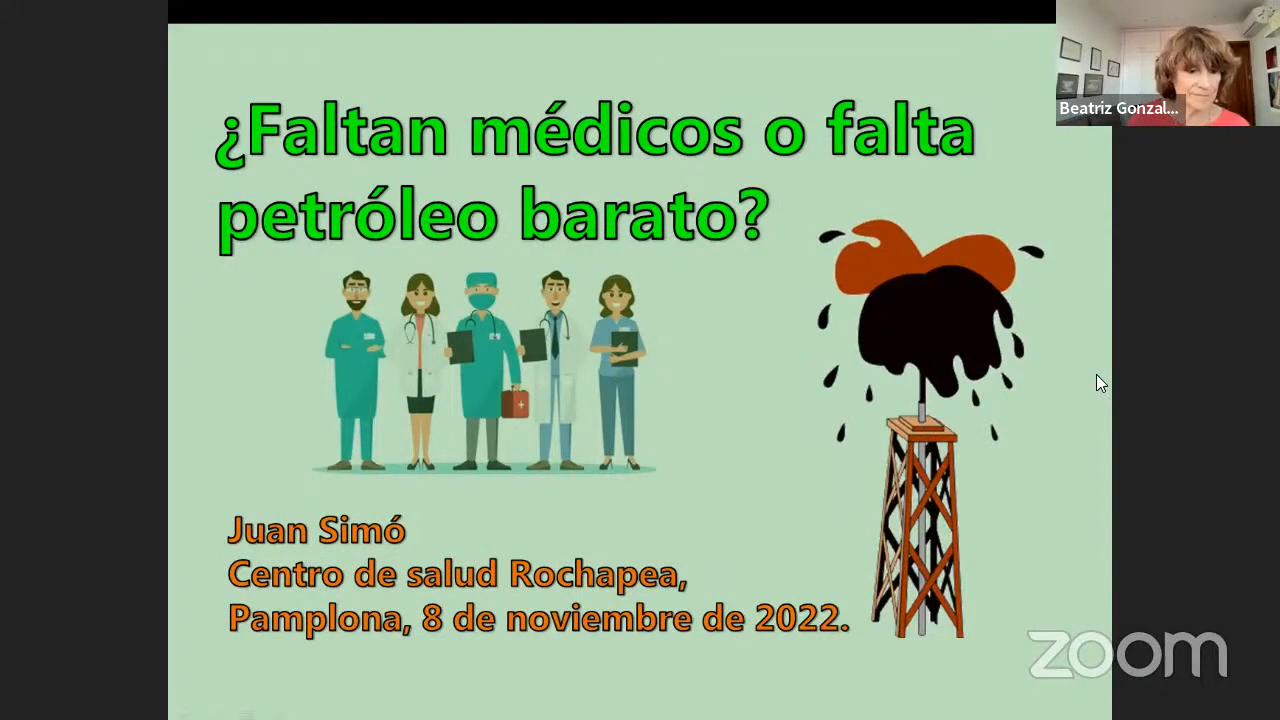 ¿Faltan médicos o falta
petróleo barato?
Juan Simó
Centro de salud Rochapea,
Pamplona, 8 de noviembre de 2022.
Beatriz Gonzal...
zoom